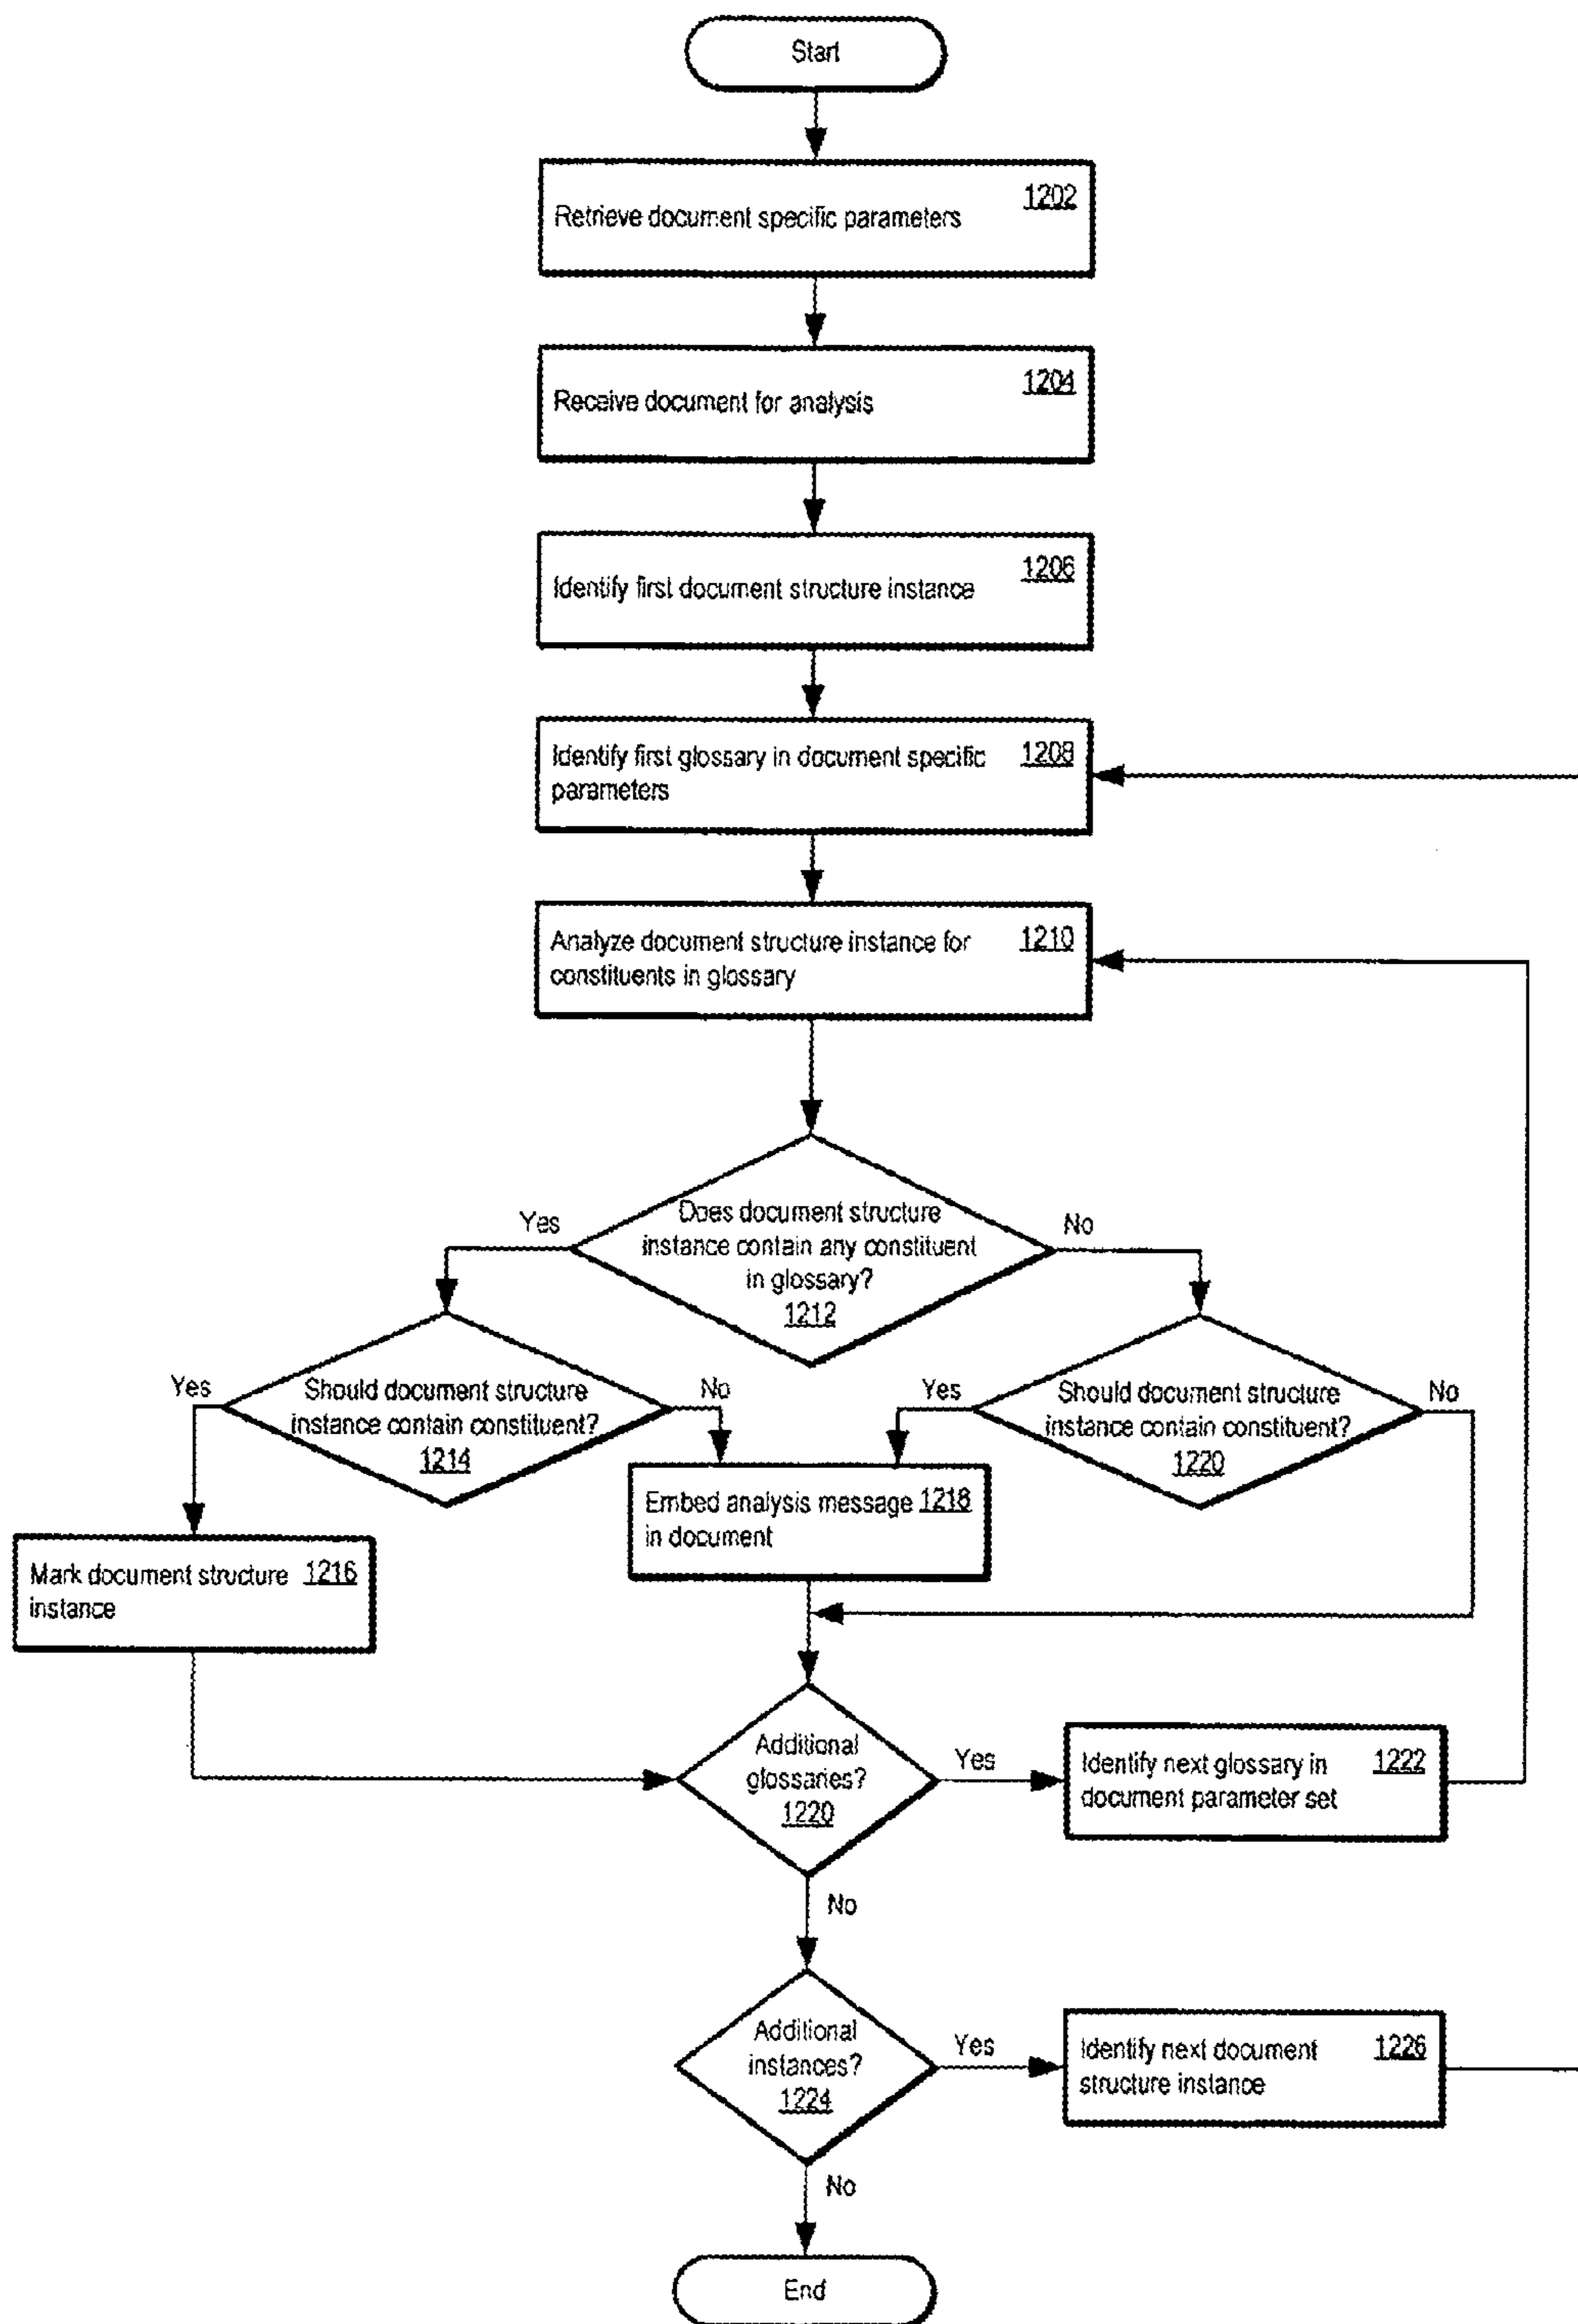 Start
1202
Retrieve document specific parameters
1204
Receive document for analysis
1206
Identify first document structure instance
Identify first glossary in document specific 1208
parameters
Analyze document structure instance for 1210
constituents in glossary
Does document structure
instance contain any constituent
in glossary?
1212
Yes
No
Should document structure
instance contain constituent?
1214
Yes
No
Should document structure
instance contain constituent?
1220
Yes
No
Embed analysis message 1218
in document
Mark document structure 1216
instance
Additional
glossaries?
1220
Yes
Identify next glossary in 1222
document parameter set
No
Additional
instances?
1224
Yes
Identify next document 1226
structure instance
No
End